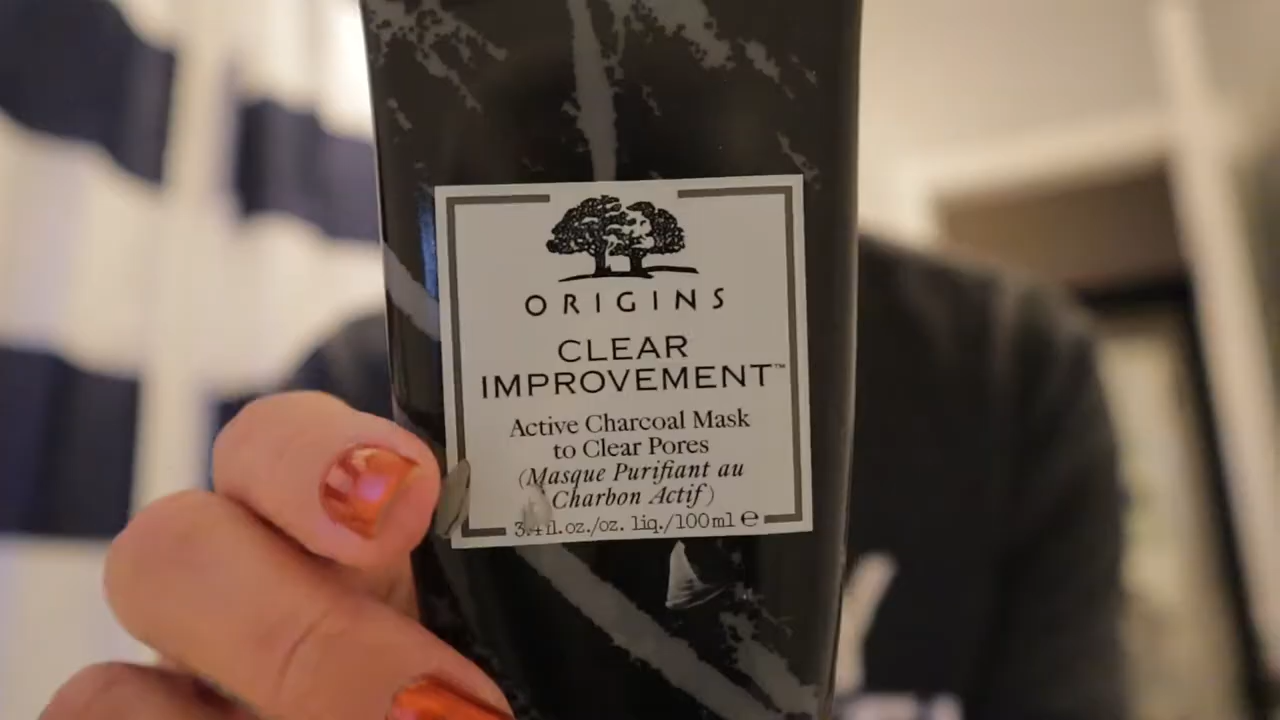 ORIGINS
CLEAR
IMPROVEMENT™
Active Charcoal Mask
to Clear Pores
(Masque Purifiant au
Charbon Actif)
3.4 fl.oz./oz. liq./100ml ℮